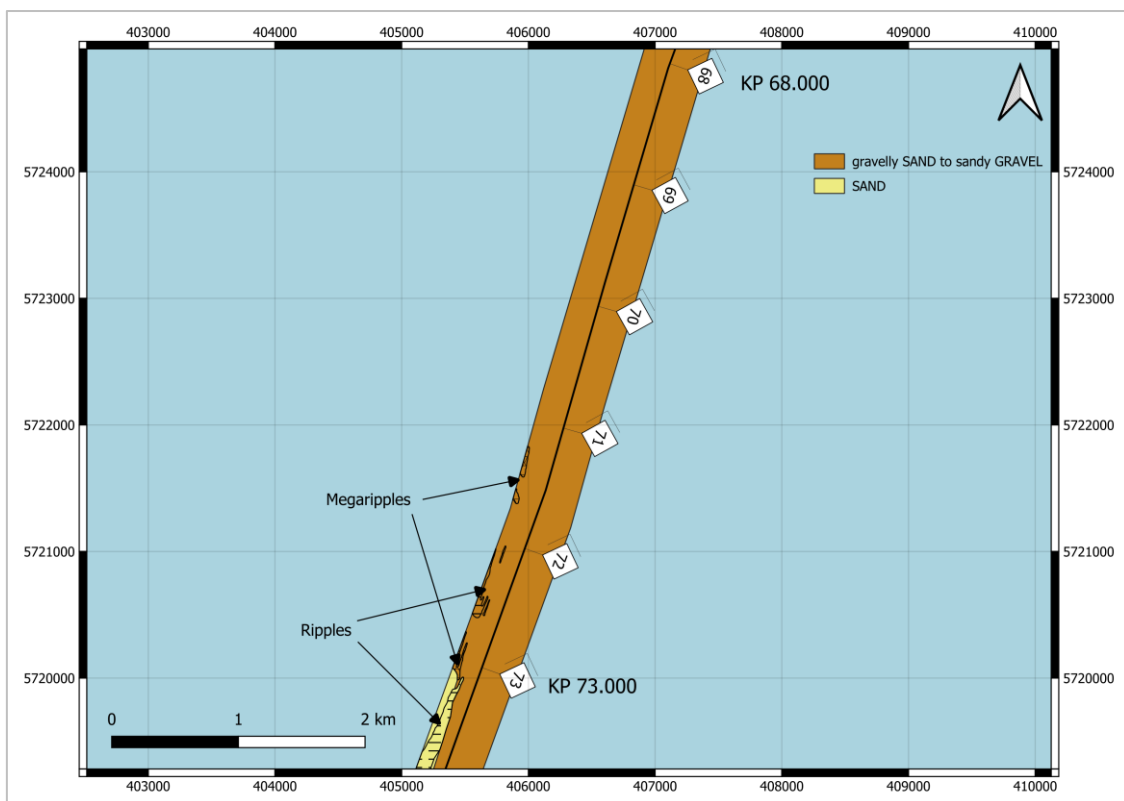 403000 404000 405000 406000 407000 408000 409000 410000
68
KP 68.000
gravelly SAND to sandy GRAVEL
5724000 5724000
SAND
69
5723000 5723000
70
5722000 5722000
71
Megaripples
5721000 5721000
72
Ripples
5720000 5720000
73
KP 73.000
0 1 2 km
403000 404000 405000 406000 407000 408000 409000 410000